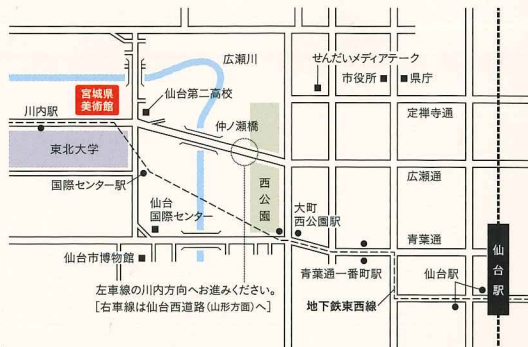 広瀬川
せんだいメディアテーク
市役所
県庁
宮城県
美術館
仙台第二高校
川内駅
定禅寺通
仲ノ瀬橋
東北大学
広瀬通
国際センター駅
西公園
仙台
国際センター
大町
西公園駅
青葉通
仙台駅
仙台市博物館
青葉通一番町駅
仙台駅
左車線の川内方向へお進みください。
[右車線は仙台西道路(山形方面)へ]
地下鉄東西線